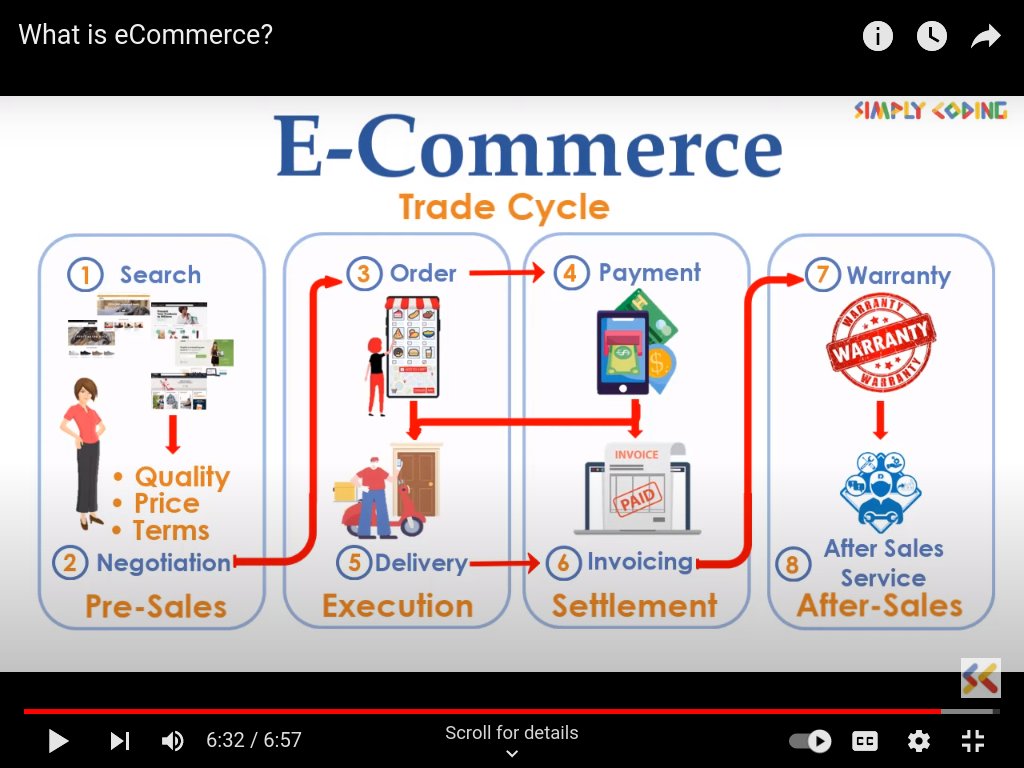 What is eCommerce?
SIMPLY CODING
E-Commerce
Trade Cycle
1 Search
• Quality
• Price
• Terms
2 Negotiation
Pre-Sales
3 Order
5 Delivery
Execution
4 Payment
$
$
INVOICE
PAID
6 Invoicing
Settlement
7 Warranty
WARRANTY
WARRANTY
WARRANTY
8 After Sales
Service
After-Sales
6:32 / 6:57
Scroll for details
CC